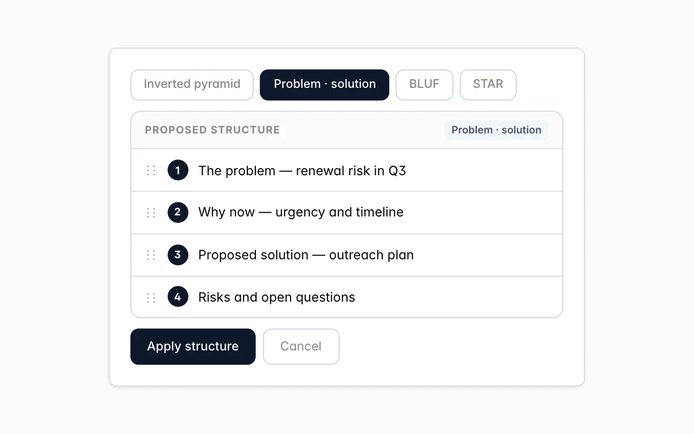 Inverted pyramid Problem · solution BLUF STAR
PROPOSED STRUCTURE Problem · solution
1 The problem — renewal risk in Q3
2 Why now — urgency and timeline
3 Proposed solution — outreach plan
4 Risks and open questions
Apply structure Cancel